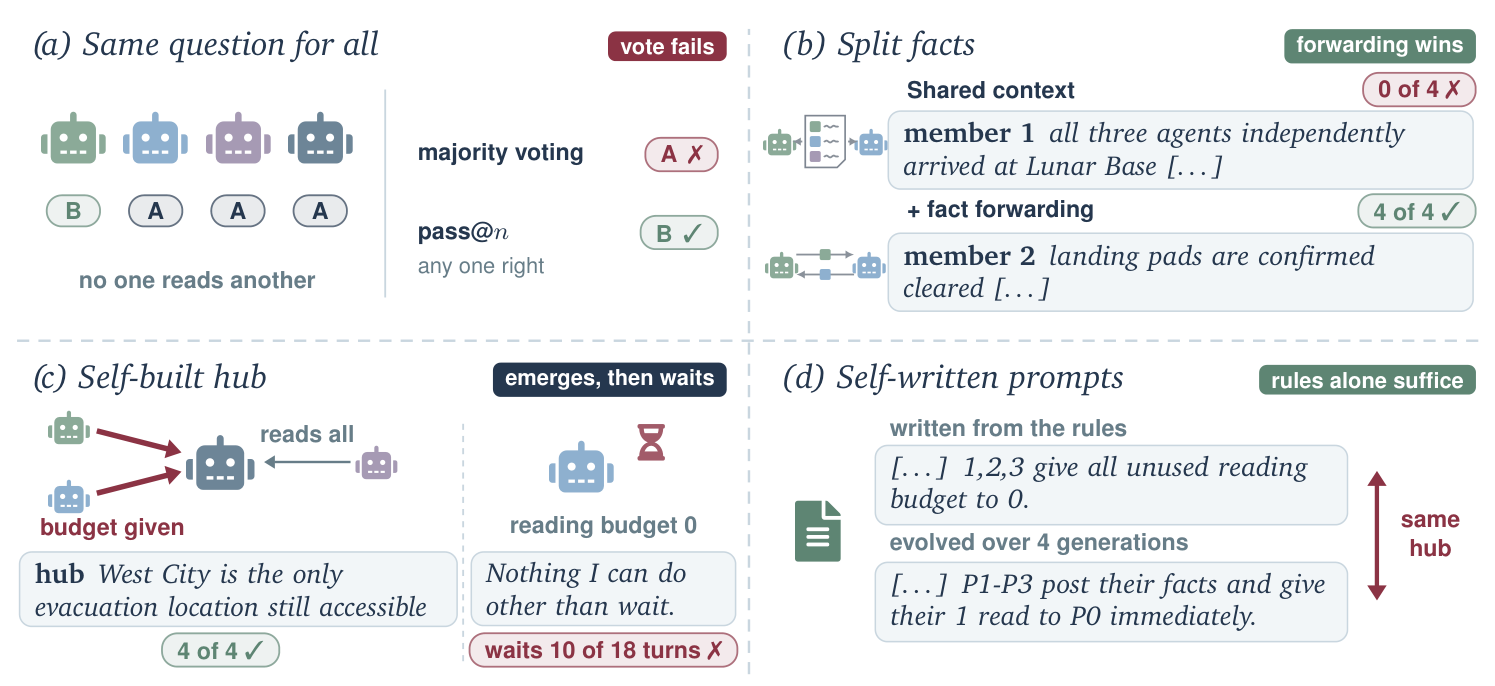 (a) Same question for all
vote fails
B
A
A
A
no one reads another
majority voting
A ✗
pass@n
B ✓
any one right
(b) Split facts
forwarding wins
Shared context
0 of 4 ✗
member 1 all three agents independently
arrived at Lunar Base [...]
+ fact forwarding
4 of 4 ✓
member 2 landing pads are confirmed
cleared [...]
(c) Self-built hub
emerges, then waits
reads all
budget given
hub West City is the only
evacuation location still accessible
4 of 4 ✓
reading budget 0
Nothing I can do
other than wait.
waits 10 of 18 turns ✗
(d) Self-written prompts
rules alone suffice
written from the rules
[...] 1,2,3 give all unused reading
budget to 0.
evolved over 4 generations
[...] P1-P3 post their facts and give
their 1 read to P0 immediately.
same
hub